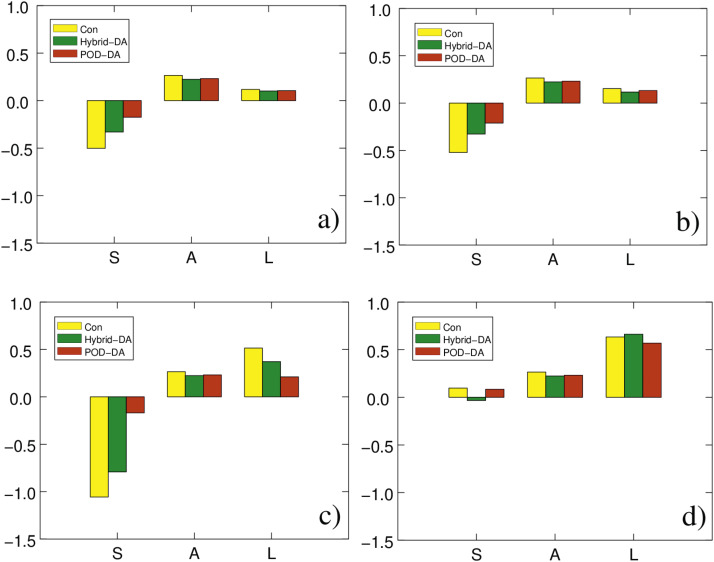 1.0
Con
Hybrid–DA
POD–DA
0.5
0.0
−0.5
−1.0
−1.5
a)
S A L
1.0
Con
Hybrid–DA
POD–DA
0.5
0.0
−0.5
−1.0
−1.5
b)
S A L
1.0
Con
Hybrid–DA
POD–DA
0.5
0.0
−0.5
−1.0
−1.5
c)
S A L
1.0
Con
Hybrid–DA
POD–DA
0.5
0.0
−0.5
−1.0
−1.5
d)
S A L